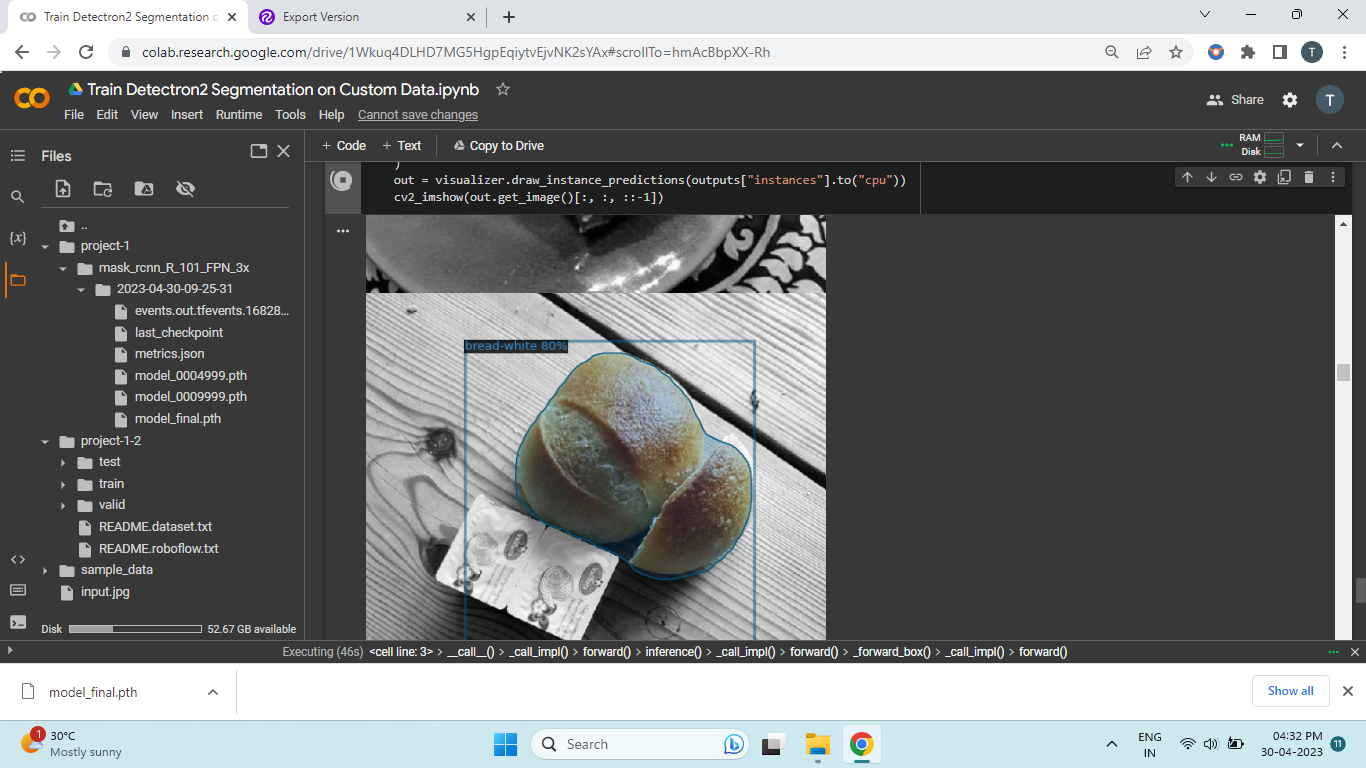 Train Detectron2 Segmentation o
Export Version
colab.research.google.com/drive/1Wkuq4DLHD7MG5HgpEqiytvEjvNK2sYAx#scrollTo=hmAcBbpXX-Rh
T
Train Detectron2 Segmentation on Custom Data.ipynb
File Edit View Insert Runtime Tools Help Cannot save changes
Share
T
Files
+ Code + Text
Copy to Drive
RAM
Disk
)
out = visualizer.draw_instance_predictions(outputs["instances"].to("cpu"))
cv2_imshow(out.get_image()[:, :, ::-1])
{x}
..
project-1
mask_rcnn_R_101_FPN_3x
2023-04-30-09-25-31
events.out.tfevents.16828...
last_checkpoint
metrics.json
model_0004999.pth
model_0009999.pth
model_final.pth
project-1-2
test
train
valid
README.dataset.txt
README.roboflow.txt
sample_data
input.jpg
Disk
52.67 GB available
bread-white 80%
Executing (46s) <cell line: 3> > __call__() > _call_impl() > forward() > inference() > _call_impl() > forward() > _forward_box() > _call_impl() > forward()
model_final.pth
Show all
1
30°C
Mostly sunny
Search
ENG
IN
04:32 PM
30-04-2023
11